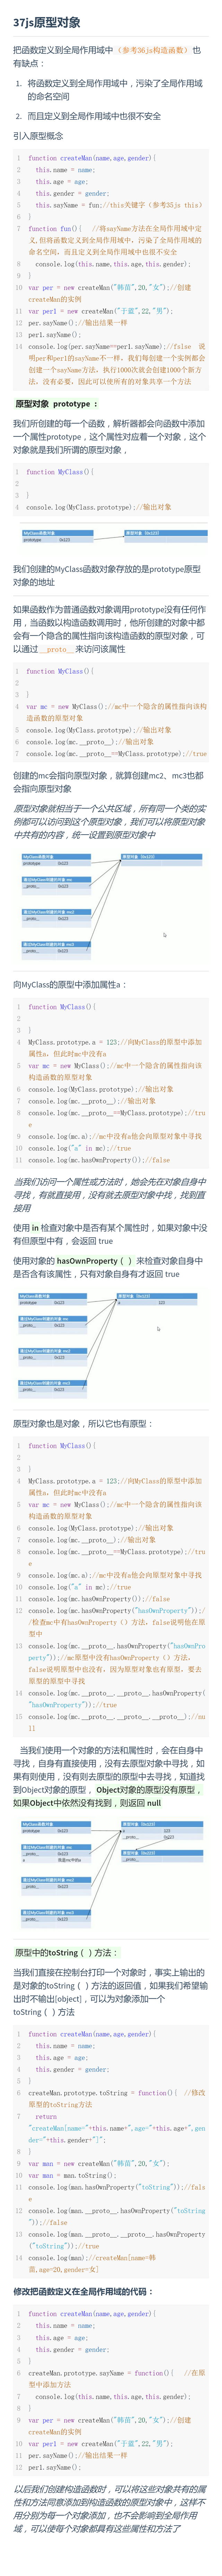 37js原型对象
把函数定义到全局作用域中（参考36js构造函数）也
有缺点：
1. 将函数定义到全局作用域中，污染了全局作用域
的命名空间
2. 而且定义到全局作用域中也很不安全
引入原型概念
1 function createMan(name,age,gender){
2 this.name = name;
3 this.age = age;
4 this.gender = gender;
5 this.sayName = fun;//this关键字（参考35js this）
6 }
7 function fun(){ //将sayName方法在全局作用域中定
义,但将函数定义到全局作用域中，污染了全局作用域的
命名空间，而且定义到全局作用域中也很不安全
8 console.log(this.name,this.age,this.gender);
9 }
10 var per = new createMan("韩苗",20,"女");//创建
createMan的实例
11 var per1 = new createMan("于蓝",22,"男");
12 per.sayName();//输出结果一样
13 per1.sayName();
14 console.log(per.sayName==per1.sayName);//false 说
明per和per1的sayName不一样，我们每创建一个实例都会
创建一个sayName方法，执行1000次就会创建1000个新方
法，没有必要，因此可以使所有的对象共享一个方法
原型对象 prototype ：
我们所创建的每一个函数，解析器都会向函数中添
加一个属性prototype，这个属性对应着一个对象，这个
对象就是我们所谓的原型对象，
1 function MyClass(){
2
3 }
4 console.log(MyClass.prototype);//输出对象
MyClass函数对象
原型对象（0x123）
prototype 0x123
我们创建的MyClass函数对象存放的是prototype原型
对象的地址
如果函数作为普通函数对象调用prototype没有任何作
用，当函数以构造函数调用时，他所创建的对象中都
会有一个隐含的属性指向该构造函数的原型对象，可
以通过__proto__来访问该属性
1 function MyClass(){
2
3 }
4 var mc = new MyClass();//mc中一个隐含的属性指向该构
造函数的原型对象
5 console.log(MyClass.prototype);//输出对象
6 console.log(mc.__proto__);//输出对象
7 console.log(mc.__proto__==MyClass.prototype);//true
创建的mc会指向原型对象，就算创建mc2、mc3也都
会指向原型对象
原型对象就相当于一个公共区域，所有同一个类的实
例都可以访问到这个原型对象，我们可以将原型对象
中共有的内容，统一设置到原型对象中
MyClass函数对象
原型对象（0x123）
prototype 0x123
通过MyClass创建的对象 mc
__proto__ 0x123
通过MyClass创建的对象 mc2
__proto__ 0x123
通过MyClass创建的对象 mc3
__proto__ 0x123
向MyClass的原型中添加属性a：
1 function MyClass(){
2
3 }
4 MyClass.prototype.a = 123;//向MyClass的原型中添加
属性a，但此时mc中没有a
5 var mc = new MyClass();//mc中一个隐含的属性指向该
构造函数的原型对象
6 console.log(MyClass.prototype);//输出对象
7 console.log(mc.__proto__);//输出对象
8 console.log(mc.__proto__==MyClass.prototype);//tru
e
9 console.log(mc.a);//mc中没有a他会向原型对象中寻找
10 console.log("a" in mc);//true
11 console.log(mc.hasOwnProperty());//false
当我们访问一个属性或方法时，她会先在对象自身中
寻找，有就直接用，没有就去原型对象中找，找到直
接用
使用 in 检查对象中是否有某个属性时，如果对象中没
有但原型中有，会返回 true
使用对象的 hasOwnProperty（ ）来检查对象自身中
是否含有该属性，只有对象自身有才返回 true
MyClass函数对象
原型对象（0x123）
prototype 0x123
a 123
通过MyClass创建的对象 mc
__proto__ 0x123
通过MyClass创建的对象 mc2
__proto__ 0x123
通过MyClass创建的对象 mc3
__proto__ 0x123
原型对象也是对象，所以它也有原型：
1 function MyClass(){
2
3 }
4 MyClass.prototype.a = 123;//向MyClass的原型中添加
属性a，但此时mc中没有a
5 var mc = new MyClass();//mc中一个隐含的属性指向该
构造函数的原型对象
6 console.log(MyClass.prototype);//输出对象
7 console.log(mc.__proto__);//输出对象
8 console.log(mc.__proto__==MyClass.prototype);//tru
e
9 console.log(mc.a);//mc中没有a他会向原型对象中寻找
10 console.log("a" in mc);//true
11 console.log(mc.hasOwnProperty());//false
12 console.log(mc.hasOwnProperty("hasOwnProperty"));/
/检查mc中有hasOwnProperty（）方法，false说明他在原
型中
13 console.log(mc.__proto__.hasOwnProperty("hasOwnPro
perty"));//mc原型中没有hasOwnProperty（）方法，
false说明原型中也没有，因为原型对象也有原型，要去
原型的原型中寻找
14 console.log(mc.__proto__.__proto__.hasOwnProperty(
"hasOwnProperty"));//true
15 console.log(mc.__proto__.__proto__.__proto__);//nu
ll
当我们使用一个对象的方法和属性时，会在自身中
寻找，自身有直接使用，没有去原型对象中寻找，如
果有则使用，没有则去原型的原型中去寻找，知道找
到Object对象的原型， Object对象的原型没有原型，
如果Object中依然没有找到，则返回 null
MyClass函数对象
原型对象（0x123）
prototype 0x123
a 123
__proto__ 0x223
通过MyClass创建的对象 mc
__proto__ 0x123
通过MyClass创建的对象 mc2
__proto__ 0x123
通过MyClass创建的对象 mc3
__proto__ 0x123
原型中的toString（ ）方法：
当我们直接在控制台打印一个对象时，事实上输出的
是对象的toString（ ）方法的返回值，如果我们希望输
出时不输出[object]，可以为对象添加一个
toString（ ）方法
1 function createMan(name,age,gender){
2 this.name = name;
3 this.age = age;
4 this.gender = gender;
5 }
6 createMan.prototype.toString = function(){ //修改
原型的toString方法
7 return
"createMan[name="+this.name+",age="+this.age+",gen
der="+this.gender+"]";
8 }
9 var man = new createMan("韩苗",20,"女");
10 var man = man.toString();
11 console.log(man.hasOwnProperty("toString"));//fals
e
12 console.log(man.__proto__.hasOwnProperty("toString
"));//false
13 console.log(man.__proto__.__proto__.hasOwnProperty
("toString"));//true
14 console.log(man);//createMan[name=韩
苗,age=20,gender=女]
修改把函数定义在全局作用域的代码：
1 function createMan(name,age,gender){
2 this.name = name;
3 this.age = age;
4 this.gender = gender;
5 }
6 createMan.prototype.sayName = function(){ //在原
型中添加方法
7 console.log(this.name,this.age,this.gender);
8 }
9 var per = new createMan("韩苗",20,"女");//创建
createMan的实例
10 var per1 = new createMan("于蓝",22,"男");
11 per.sayName();//输出结果一样
12 per1.sayName();
以后我们创建构造函数时，可以将这些对象共有的属
性和方法同意添加到构造函数的原型对象中，这样不
用分别为每一个对象添加，也不会影响到全局作用
域，可以使每个对象都具有这些属性和方法了